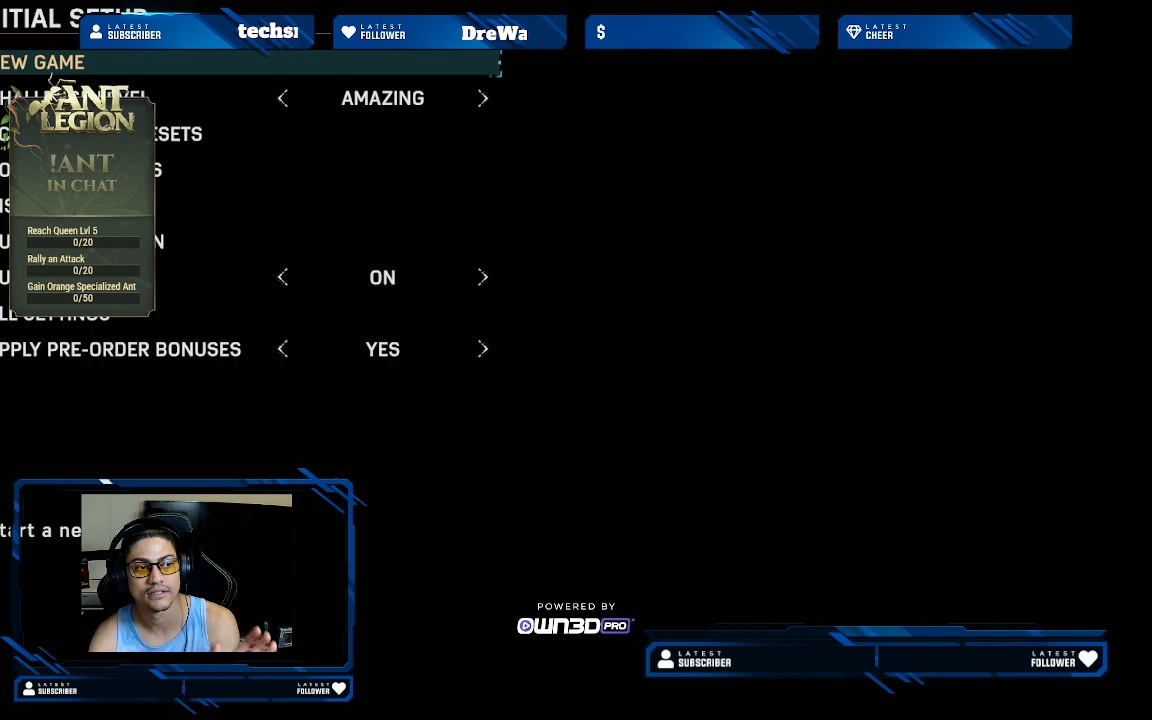 ITIAL S
LATEST
SUBSCRIBER
techsı
LATEST
FOLLOWER
DreWa
$
LATEST
CHEER
EW GAME
AMAZING
ANT
LEGION
ESETS
!ANT
IN CHAT
S
Reach Queen Lvl 5
0/20
N
Rally an Attack
0/20
ON
Gain Orange Specialized Ant
0/50
PPLY PRE-ORDER BONUSES
YES
tart a ne
POWERED BY
OWN3D PRO
LATEST
SUBSCRIBER
LATEST
FOLLOWER
LATEST
SUBSCRIBER
LATEST
FOLLOWER